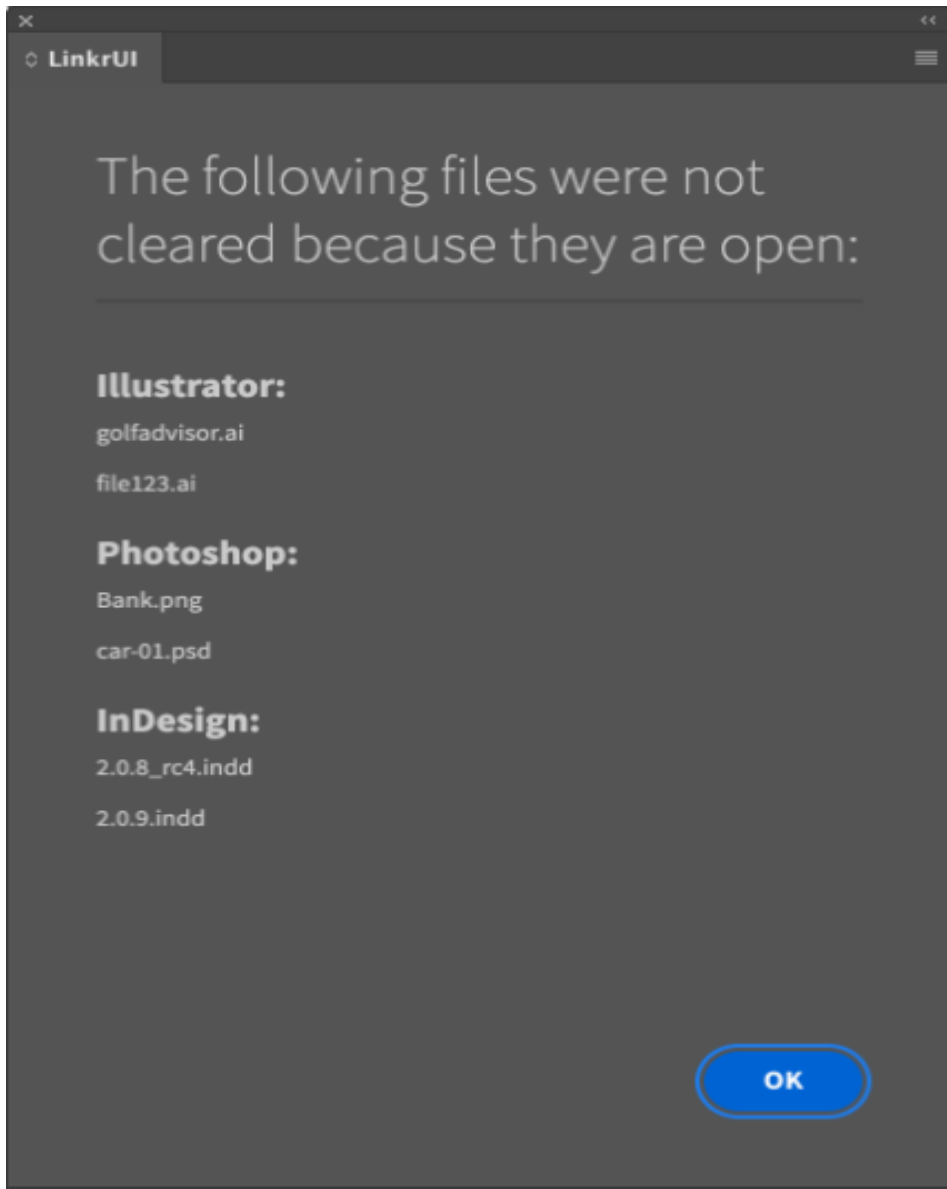 LinkrUI
The following files were not
cleared because they are open:
Illustrator:
golfadvisor.ai
file123.ai
Photoshop:
Bank.png
car-01.psd
InDesign:
2.0.8_rc4.indd
2.0.9.indd
OK